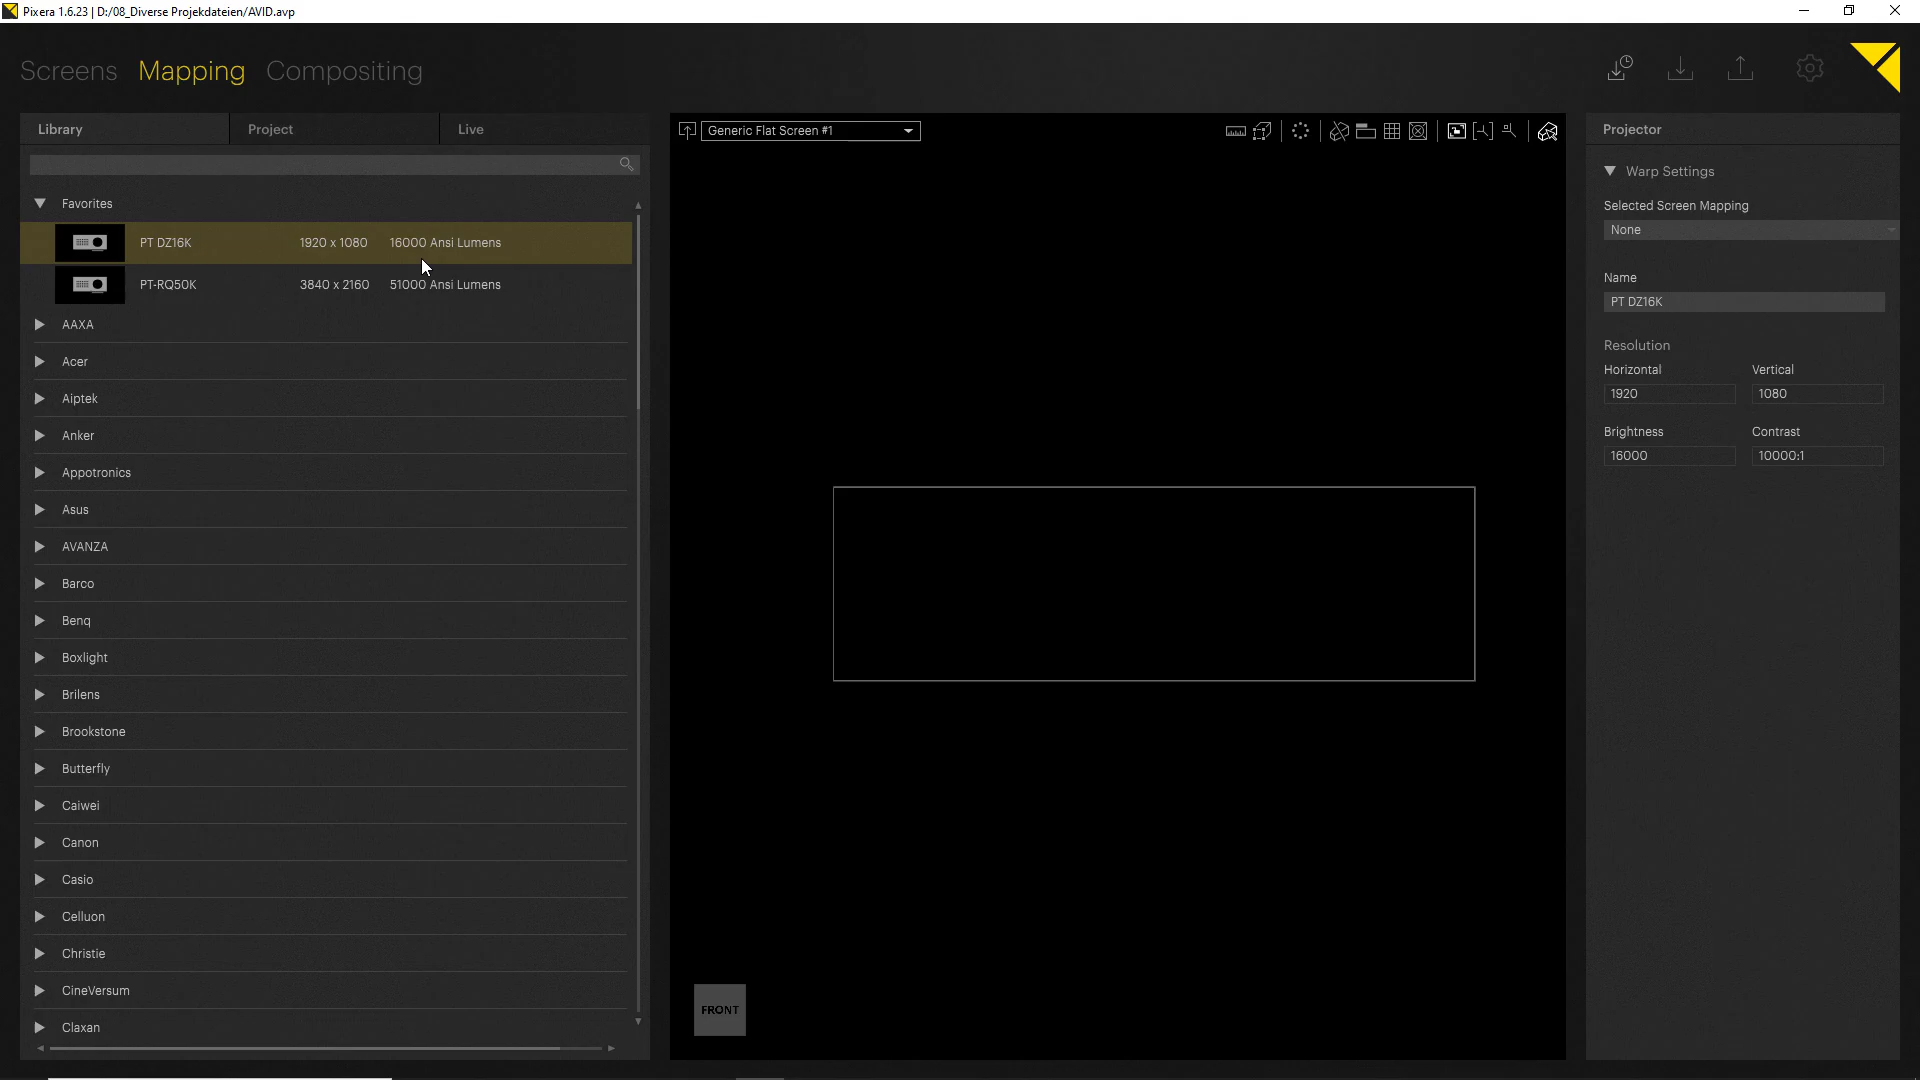 Pixera 1.6.23 | D:/08_Diverse Projekdateien/AVID.avp
Screens Mapping Compositing
Library Project Live
Generic Flat Screen #1
Projector
Favorites
PT DZ16K 1920 x 1080 16000 Ansi Lumens
PT-RQ50K 3840 x 2160 51000 Ansi Lumens
AAXA
Acer
Aiptek
Anker
Appotronics
Asus
AVANZA
Barco
Benq
Boxlight
Brilens
Brookstone
Butterfly
Caiwei
Canon
Casio
Celluon
Christie
CineVersum
Claxan
FRONT
Warp Settings
Selected Screen Mapping
None
Name
PT DZ16K
Resolution
Horizontal Vertical
1920 1080
Brightness Contrast
16000 10000:1